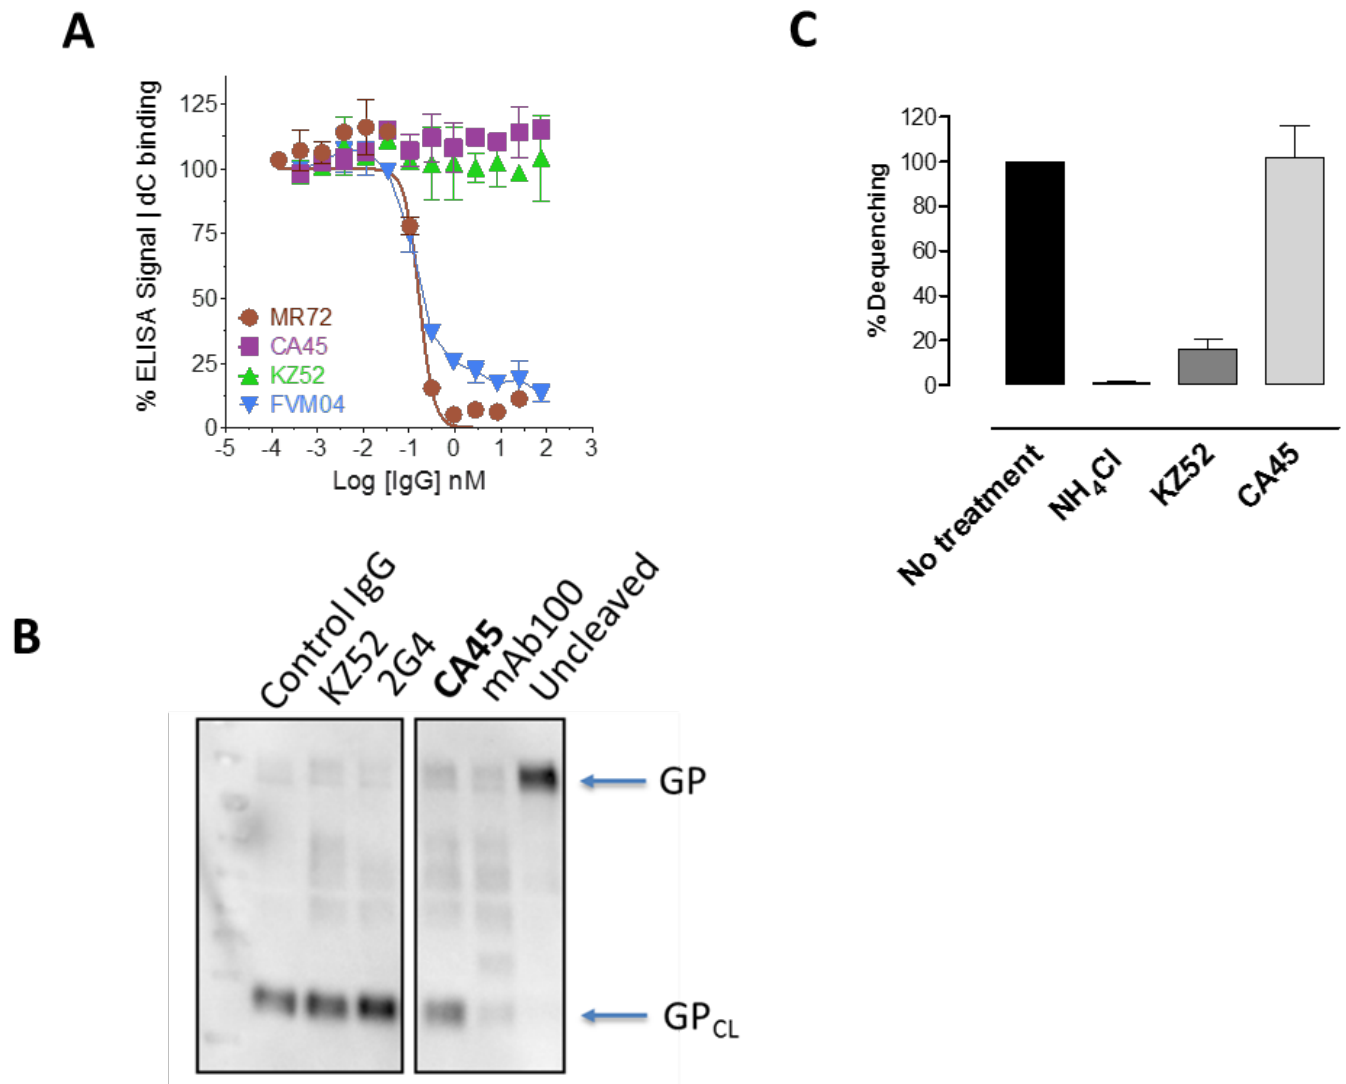 A
% ELISA Signal | dC binding
125
100
75
50
25
0
-5 -4 -3 -2 -1 0 1 2 3
Log [IgG] nM
MR72
CA45
KZ52
FVM04
C
% Dequenching
120
100
80
60
40
20
0
No treatment
NH4Cl
KZ52
CA45
B
Control IgG
KZ52
2G4
CA45
mAb100
Uncleaved
GP
GPCL